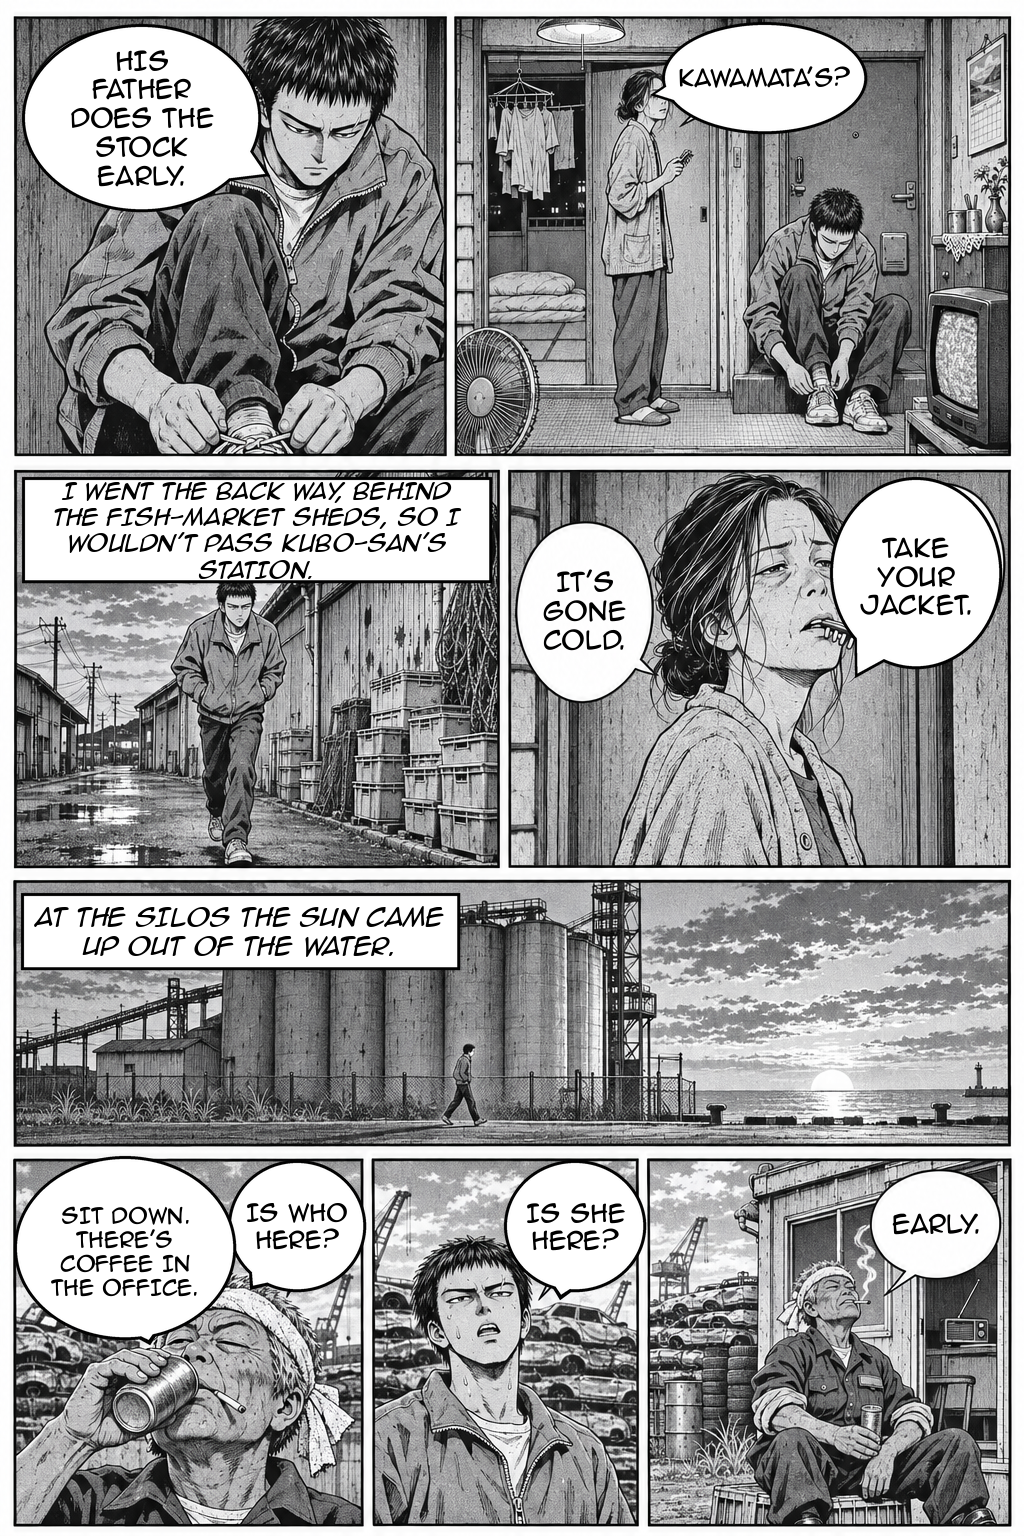 KAWAMATA'S?
HIS
FATHER
DOES THE
STOCK
EARLY.
TAKE
YOUR
JACKET.
IT'S
GONE
COLD.
I WENT THE BACK WAY, BEHIND
THE FISH-MARKET SHEDS, SO I
WOULDN'T PASS KUBO-SAN'S
STATION.
AT THE SILOS THE SUN CAME
UP OUT OF THE WATER.
EARLY.
IS SHE
HERE?
IS WHO
HERE?
SIT DOWN.
THERE'S
COFFEE IN
THE OFFICE.